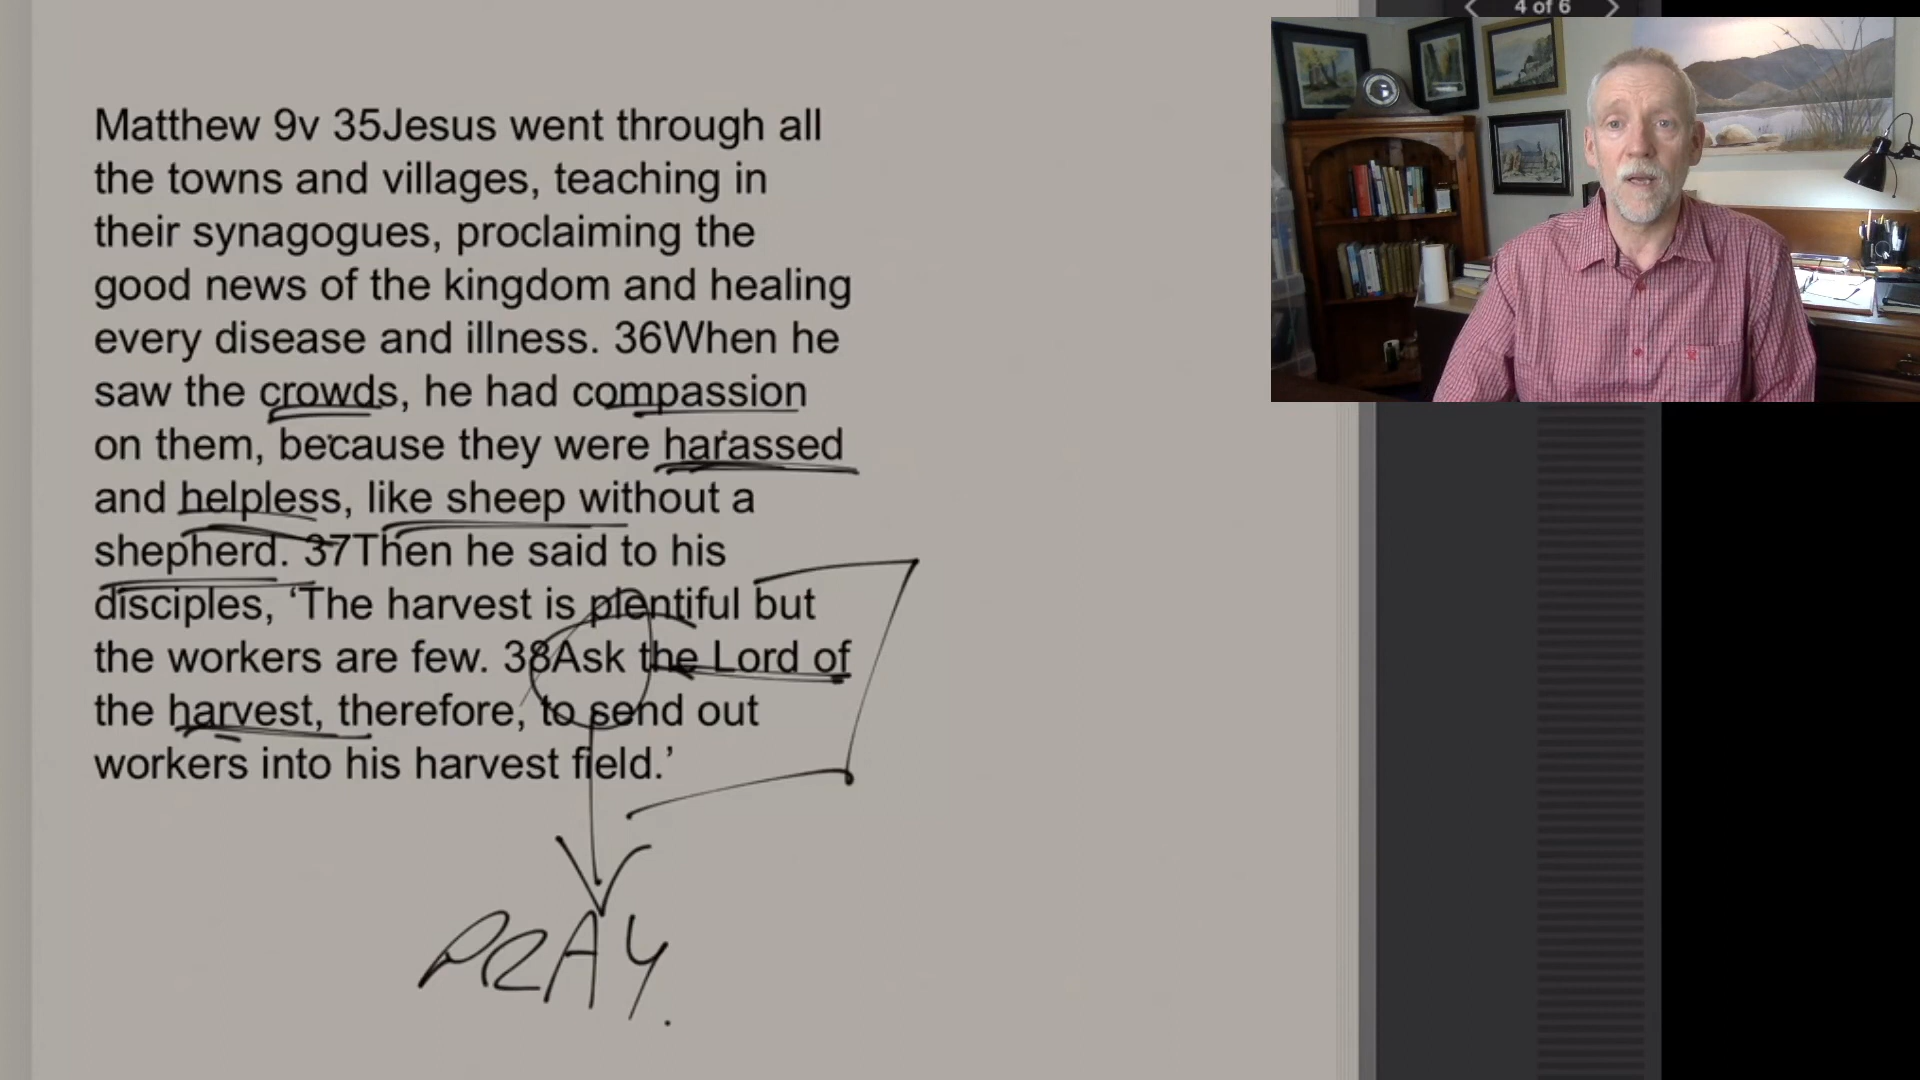 4 of 6
Matthew 9v 35Jesus went through all
the towns and villages, teaching in
their synagogues, proclaiming the
good news of the kingdom and healing
every disease and illness. 36When he
saw the crowds, he had compassion
on them, because they were harassed
and helpless, like sheep without a
shepherd. 37Then he said to his
disciples, ‘The harvest is plentiful but
the workers are few. 38Ask the Lord of
the harvest, therefore, to send out
workers into his harvest field.’
PRAY.